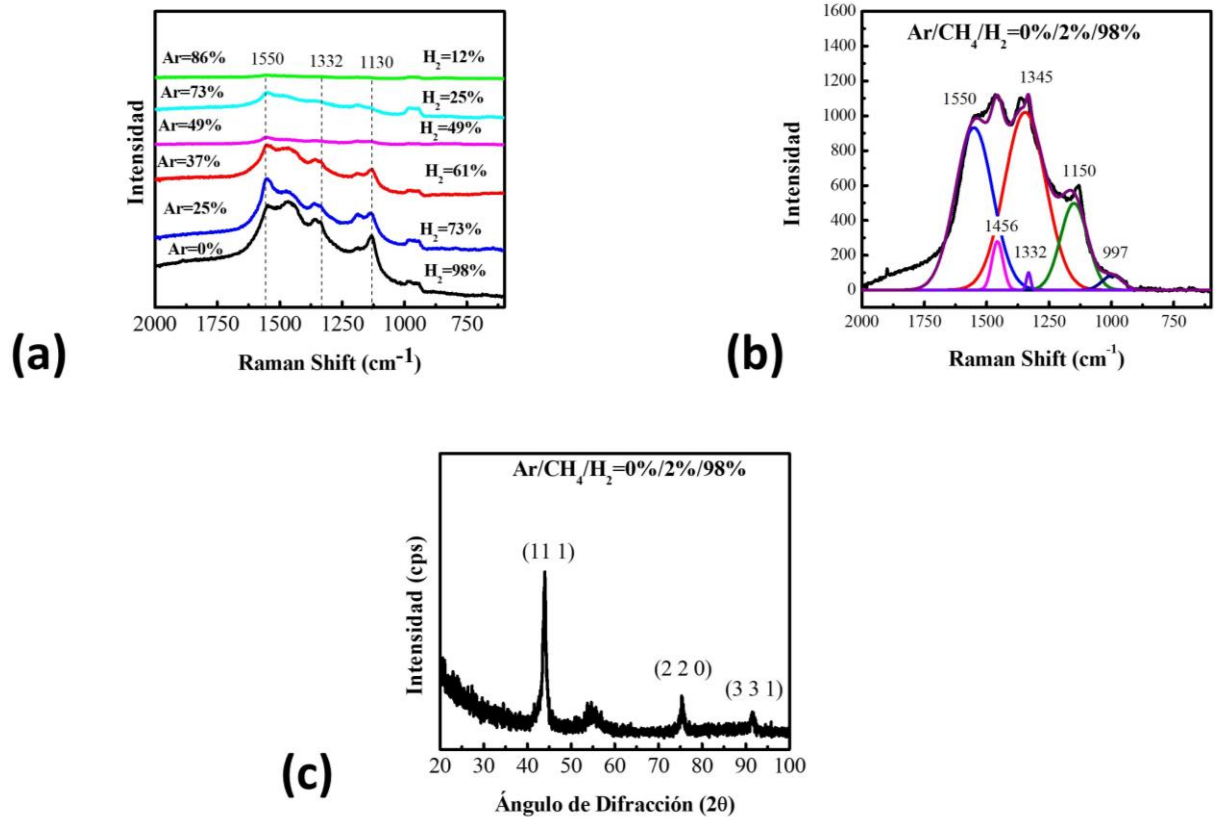 Intensidad
Ar=86%
1550
1332
1130
H₂=12%
Ar=73%
H₂=25%
Ar=49%
H₂=49%
Ar=37%
H₂=61%
Ar=25%
H₂=73%
Ar=0%
H₂=98%
2000 1750 1500 1250 1000 750
Raman Shift (cm⁻¹)
(a)
Intensidad
1600
1400
1200
1000
800
600
400
200
0
Ar/CH₄/H₂=0%/2%/98%
1345
1550
1150
1456
1332
997
2000 1750 1500 1250 1000
Raman Shift (cm⁻¹)
(b)
Intensidad (cps)
Ar/CH₄/H₂=0%/2%/98%
(11 1)
(2 2 0)
(3 3 1)
20 30 40 50 60 70 80 90 100
Ángulo de Difracción (2θ)
(c)